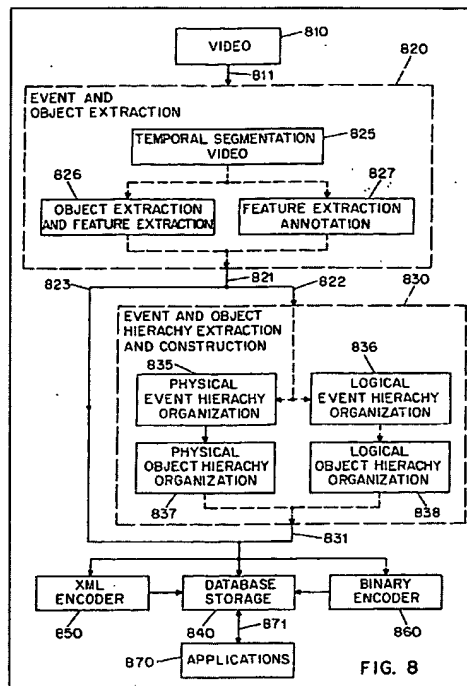 VIDEO
810
811
820
EVENT AND
OBJECT EXTRACTION
TEMPORAL SEGMENTATION
VIDEO
825
826
827
OBJECT EXTRACTION
AND FEATURE EXTRACTION
FEATURE EXTRACTION
ANNOTATION
823
821
822
830
EVENT AND OBJECT
HIERACHY EXTRACTION
AND CONSTRUCTION
835
836
PHYSICAL
EVENT HIERACHY
ORGANIZATION
LOGICAL
EVENT HIERACHY
ORGANIZATION
PHYSICAL
OBJECT HIERACHY
ORGANIZATION
LOGICAL
OBJECT HIERACHY
ORGANIZATION
837
838
831
XML
ENCODER
DATABASE
STORAGE
BINARY
ENCODER
850
840
871
860
870
APPLICATIONS
FIG. 8